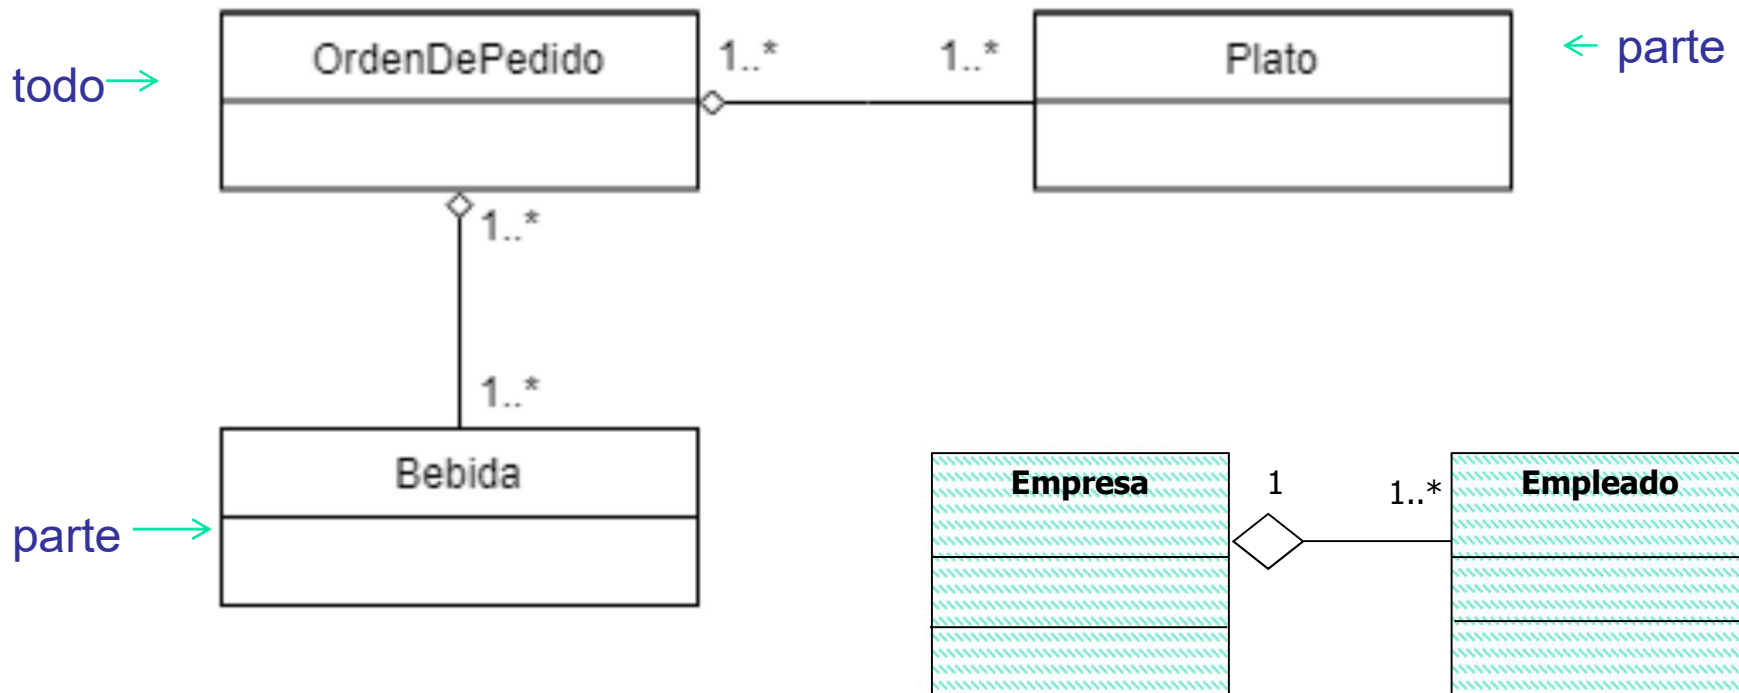 OrdenDePedido
1..*
1..*
Plato
parte
todo
1..*
1..*
Bebida
parte
Empresa
1
1..*
Empleado